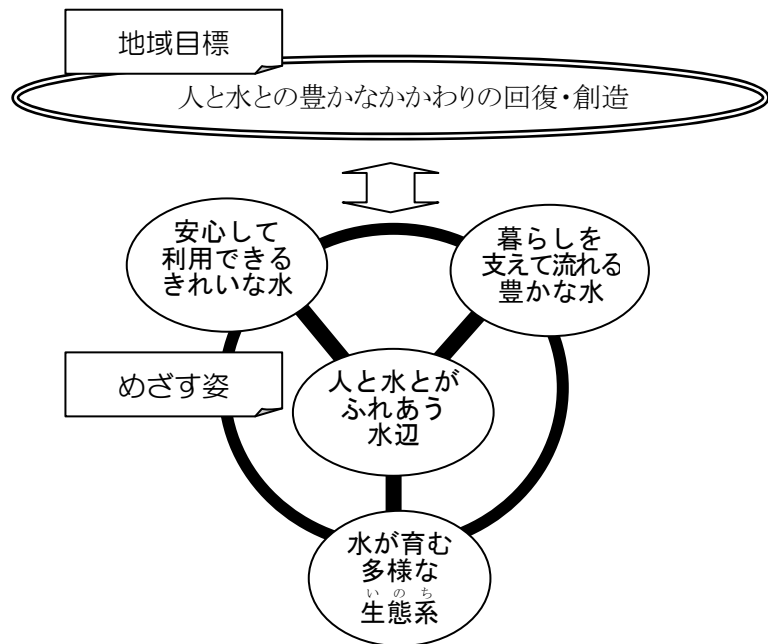 地域目標
人と水との豊かなかかわりの回復・創造
安心して
利用できる
きれいな水
暮らしを
支えて流れる
豊かな水
めざす姿
人と水とが
ふれあう
水辺
水が育む
多様な
いのち
生態系